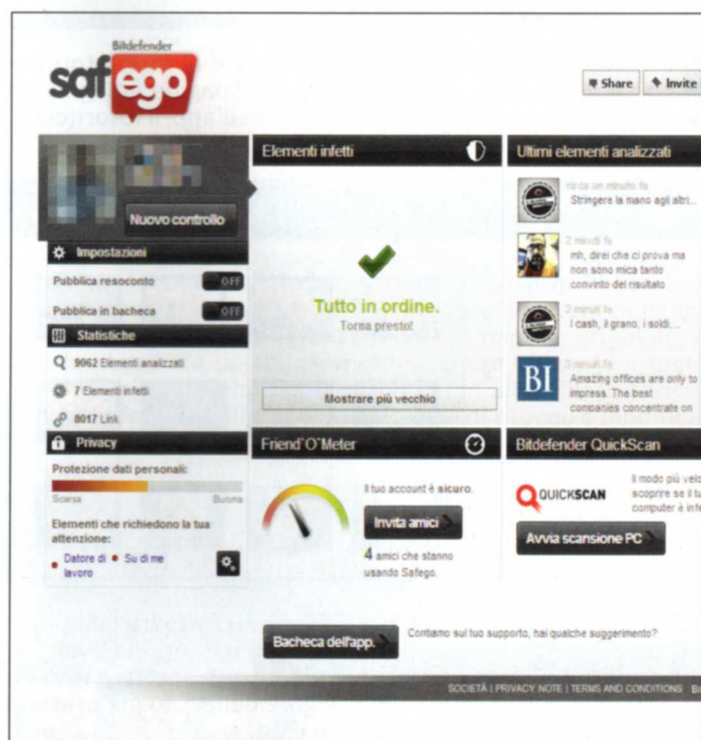 Bitdefender
safego
Share
Invite
Nuovo controllo
Impostazioni
Pubblica resoconto OFF
Pubblica in bacheca OFF
Statistiche
9062 Elementi analizzati
7 Elementi infetti
8017 Link
Privacy
Protezione dati personali:
Scarsa Buona
Elementi che richiedono la tua
attenzione:
Datore di
lavoro
Su di me
Elementi infetti
Tutto in ordine.
Torna presto!
Mostrare più vecchio
Friend`O`Meter
Il tuo account è sicuro.
Invita amici
4 amici che stanno
usando Safego.
Ultimi elementi analizzati
circa un minuto fa
Stringere la mano agli altri...
2 minuti fa
mh, direi che ci prova ma
non sono mica tanto
convinto del risultato
2 minuti fa
I cash, il grano, i soldi....
BI
3 minuti fa
Amazing offices are only to
impress. The best
companies concentrate on
Bitdefender QuickScan
QUICKSCAN
Il modo più velo
scoprire se il tu
computer è infe
Avvia scansione PC
Bacheca dell'app.
Contiamo sul tuo supporto, hai qualche suggerimento?
SOCIETÀ | PRIVACY NOTE | TERMS AND CONDITIONS